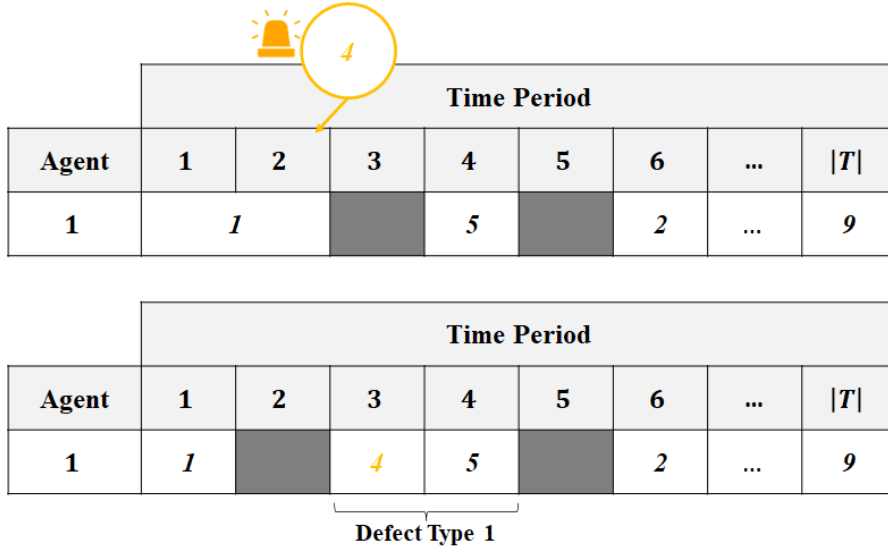 4
Time Period
Agent 1 2 3 4 5 6 ... |T|
1 1 5 2 ... 9
Time Period
Agent 1 2 3 4 5 6 ... |T|
1 1 4 5 2 ... 9
Defect Type 1